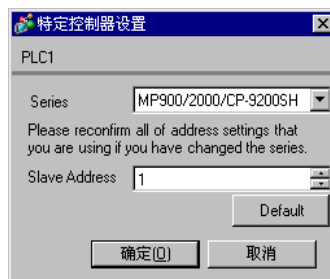 特定控制器设置
PLC1
Series MP900/2000/CP-9200SH
Please reconfirm all of address settings that
you are using if you have changed the series.
Slave Address 1
Default
确定(O) 取消